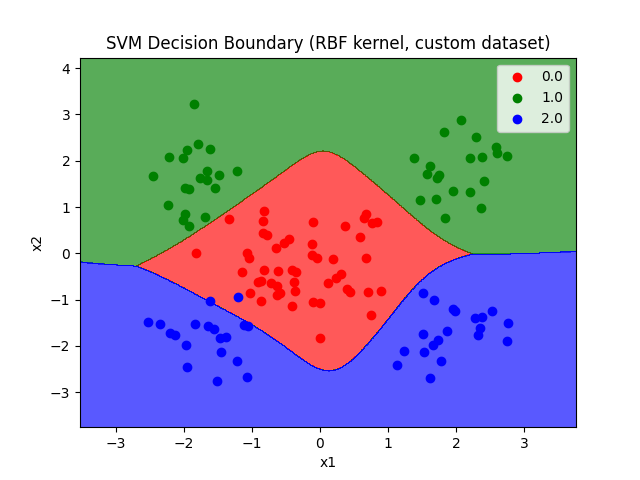 SVM Decision Boundary (RBF kernel, custom dataset)
0.0
1.0
2.0
4
3
2
1
0
−1
−2
−3
x2
−3 −2 −1 0 1 2 3
x1